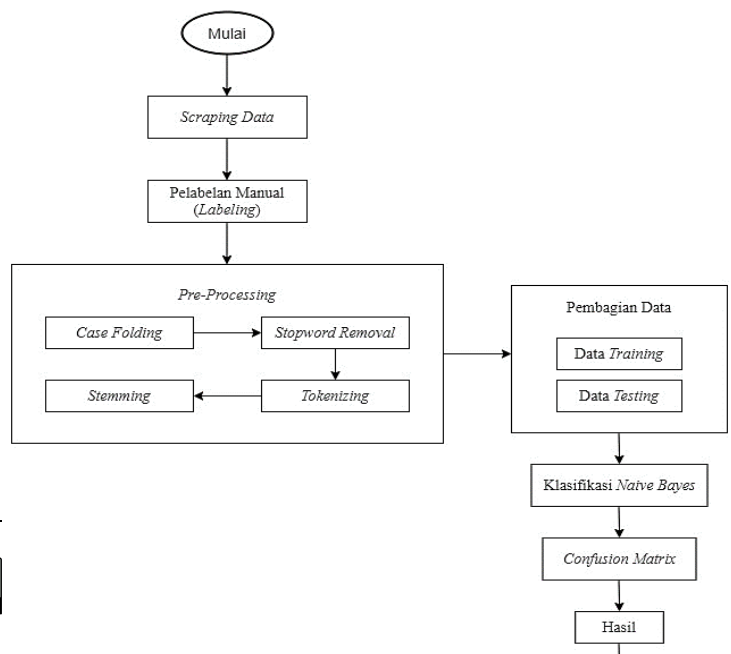 Mulai
Scraping Data
Pelabelan Manual
(Labeling)
Pre-Processing
Case Folding
Stopword Removal
Stemming
Tokenizing
Pembagian Data
Data Training
Data Testing
Klasifikasi Naive Bayes
Confusion Matrix
Hasil